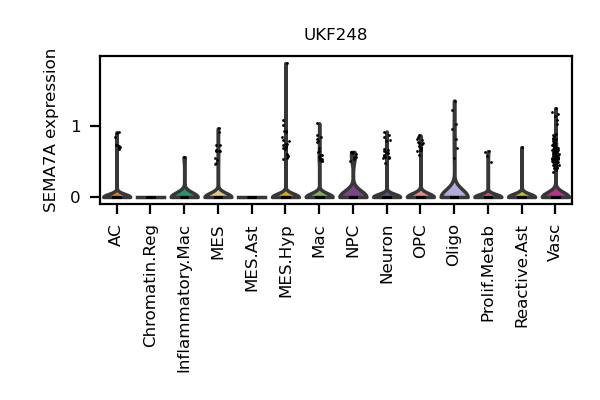 UKF248
SEMA7A expression
1
0
AC
Chromatin.Reg
Inflammatory.Mac
MES
MES.Ast
MES.Hyp
Mac
NPC
Neuron
OPC
Oligo
Prolif.Metab
Reactive.Ast
Vasc